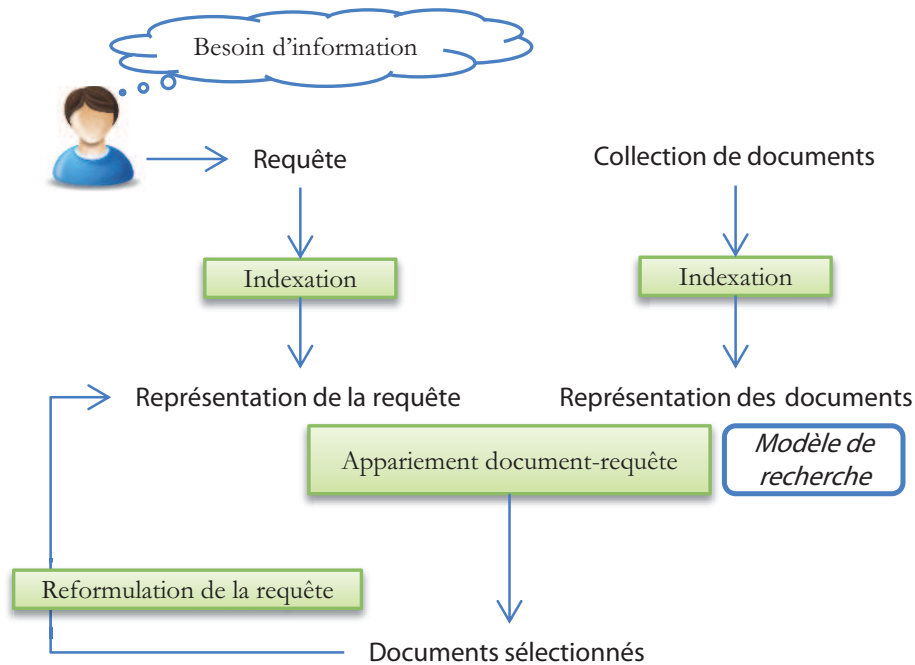 Besoin d'information
Requête
Collection de documents
Indexation
Indexation
Représentation de la requête
Représentation des documents
Appariement document-requête
Modèle de
recherche
Reformulation de la requête
Documents sélectionnés